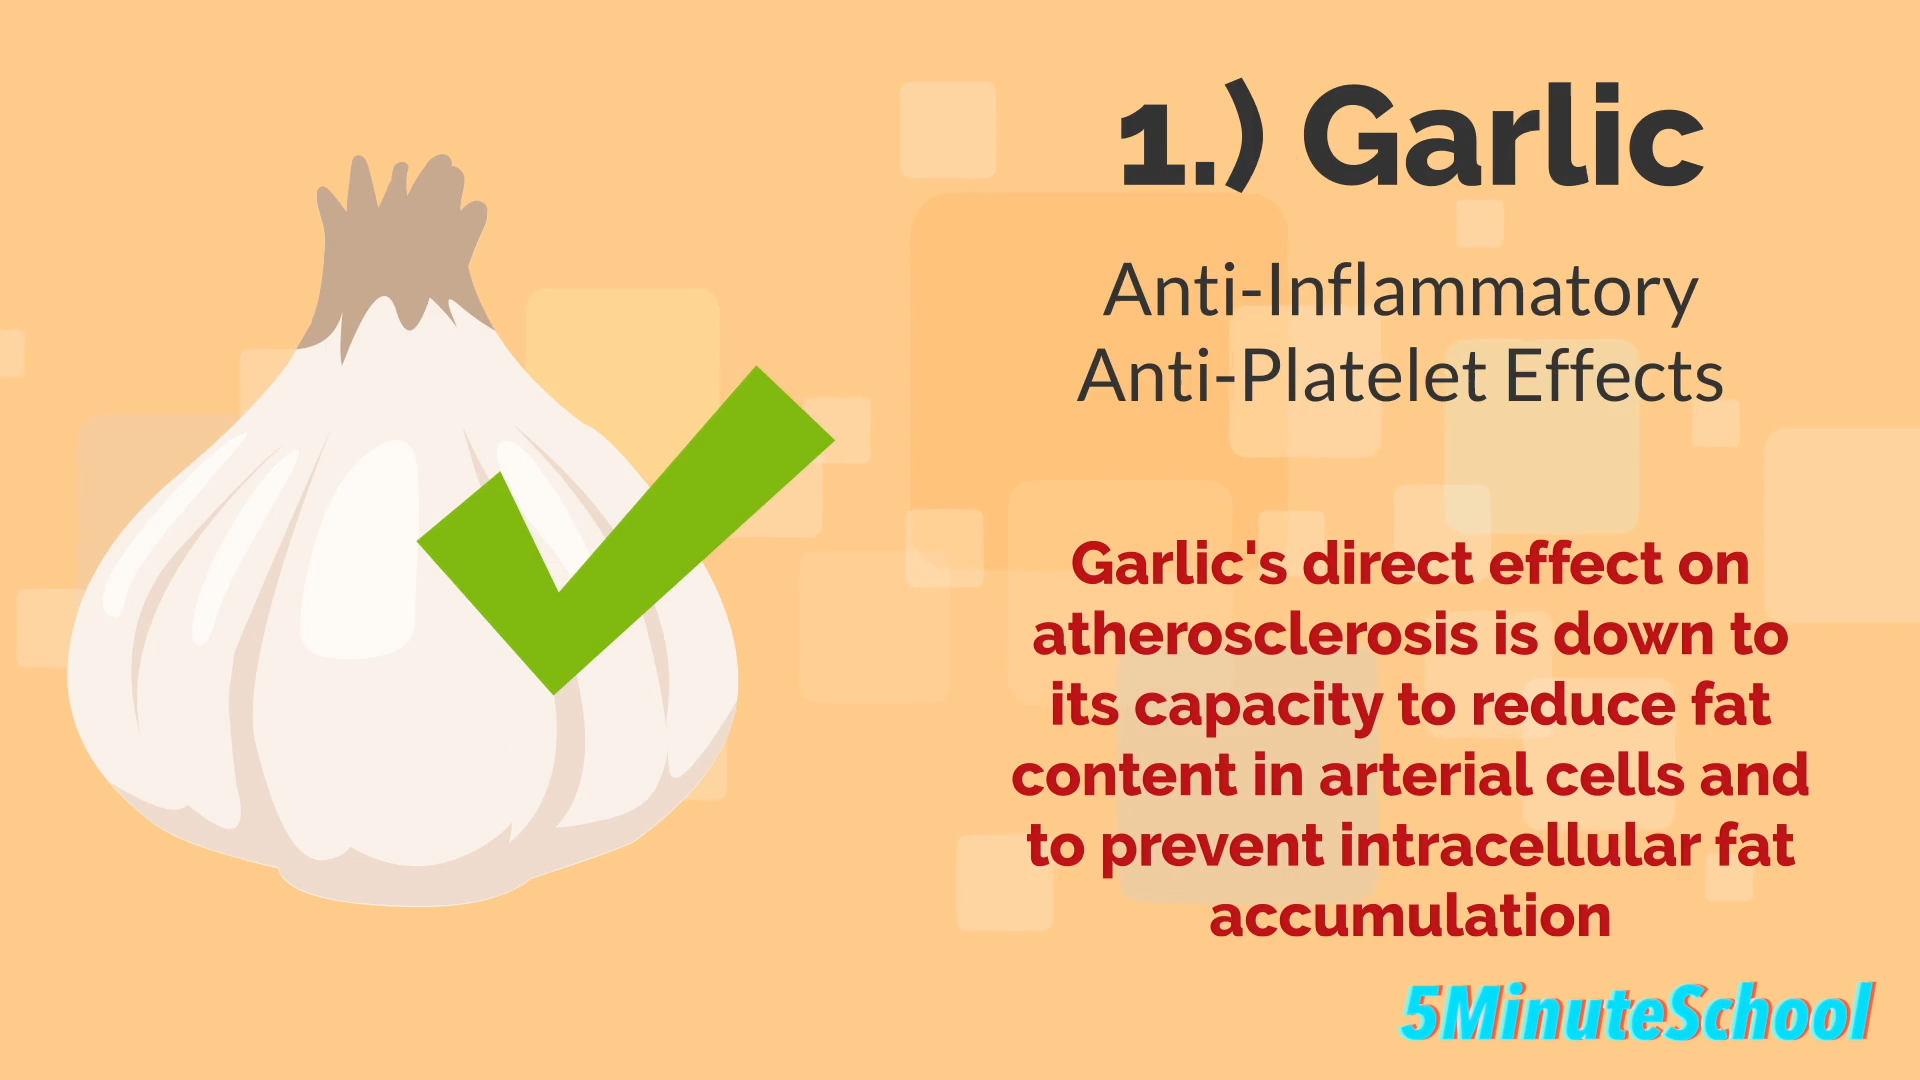 1.) Garlic
Anti-Inflammatory
Anti-Platelet Effects
Garlic's direct effect on
atherosclerosis is down to
its capacity to reduce fat
content in arterial cells and
to prevent intracellular fat
accumulation
5MinuteSchool